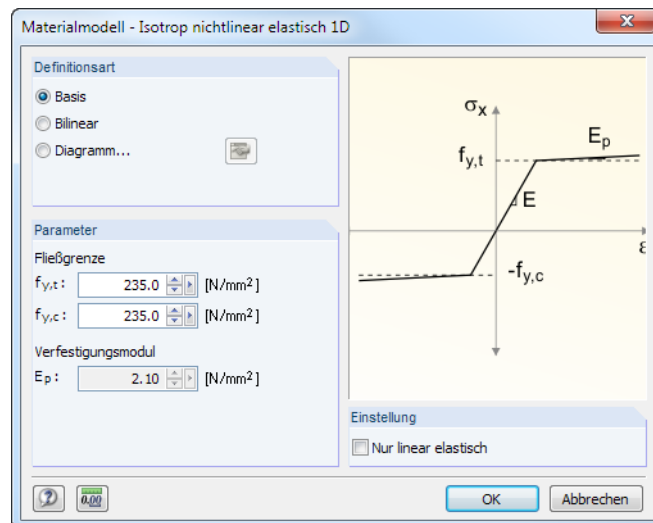 Materialmodell - Isotrop nichtlinear elastisch 1D
Definitionsart
Basis
Bilinear
Diagramm...
Parameter
Fließgrenze
fy,t: 235.0 [N/mm²]
fy,c: 235.0 [N/mm²]
Verfestigungsmodul
Ep: 2.10 [N/mm²]
σx
Ep
fy,t
E
ε
-fy,c
Einstellung
Nur linear elastisch
0.00
OK Abbrechen